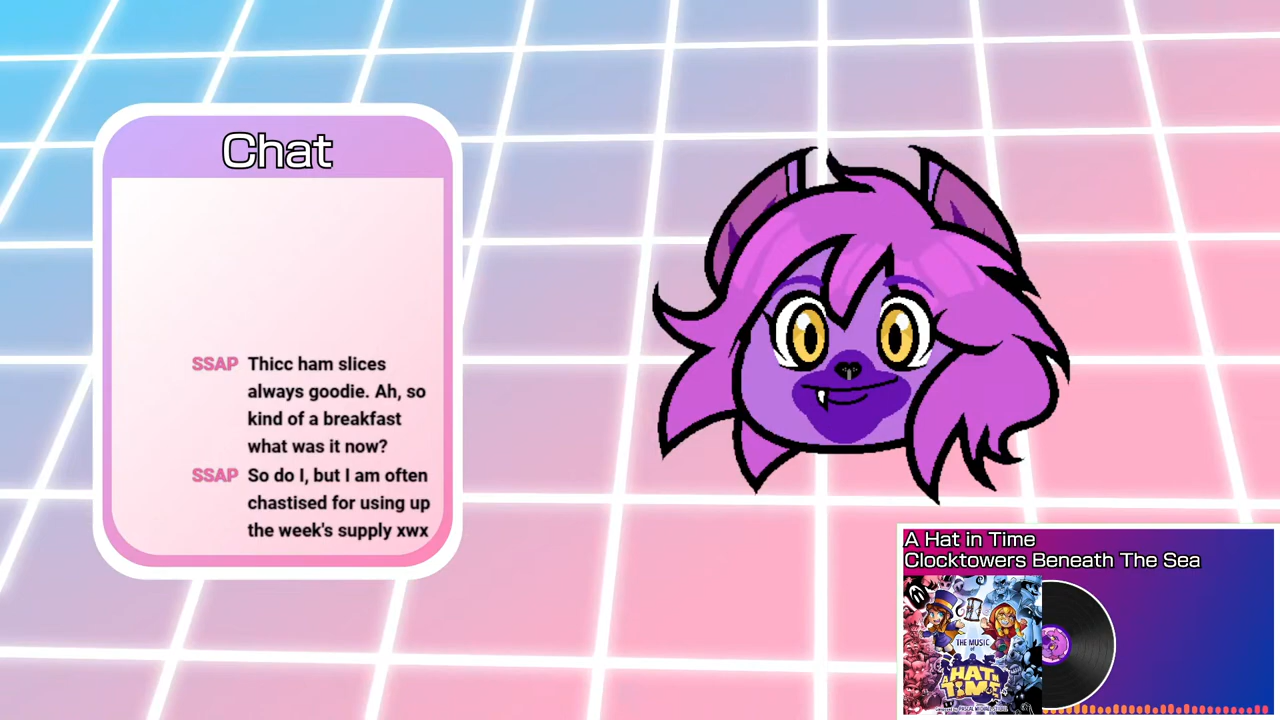 Chat
SSAP Thicc ham slices
always goodie. Ah, so
kind of a breakfast
what was it now?
SSAP So do I, but I am often
chastised for using up
the week's supply xwx
A Hat in Time
Clocktowers Beneath The Sea
THE MUSIC
of
A HAT IN
TIME